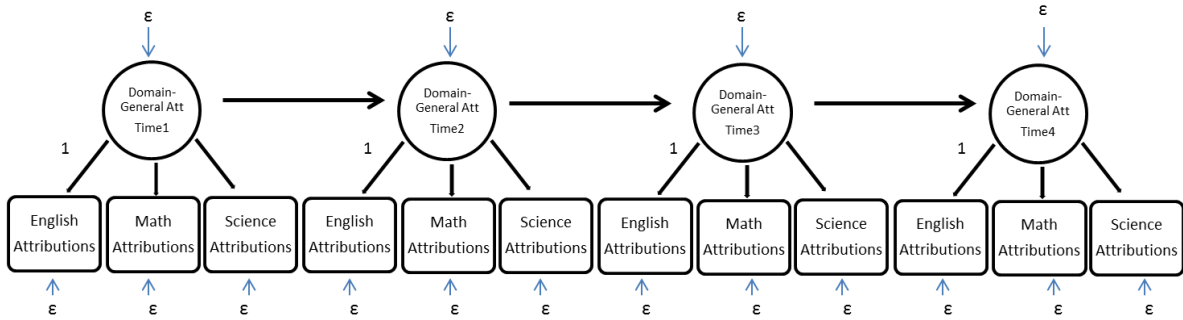 ε ε ε ε
Domain-
General Att
Time1
Domain-
General Att
Time2
Domain-
General Att
Time3
Domain-
General Att
Time4
1 1 1 1
English
Attributions
Math
Attributions
Science
Attributions
English
Attributions
Math
Attributions
Science
Attributions
English
Attributions
Math
Attributions
Science
Attributions
English
Attributions
Math
Attributions
Science
Attributions
ε ε ε ε ε ε ε ε ε ε ε ε